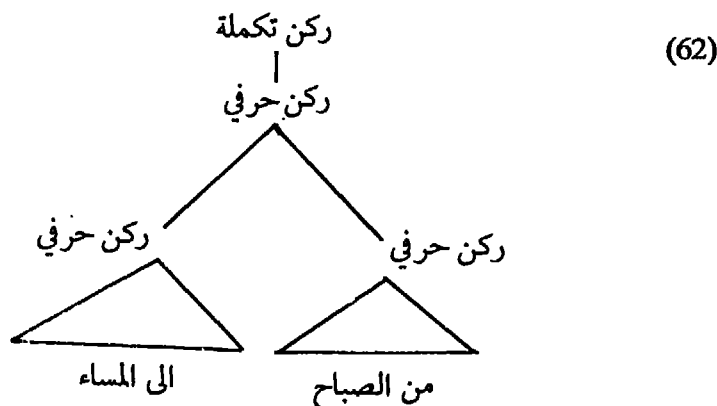 (62)
ركن تكملة
ركن حرفي
ركن حرفي
ركن حرفي
من الصباح
الى المساء